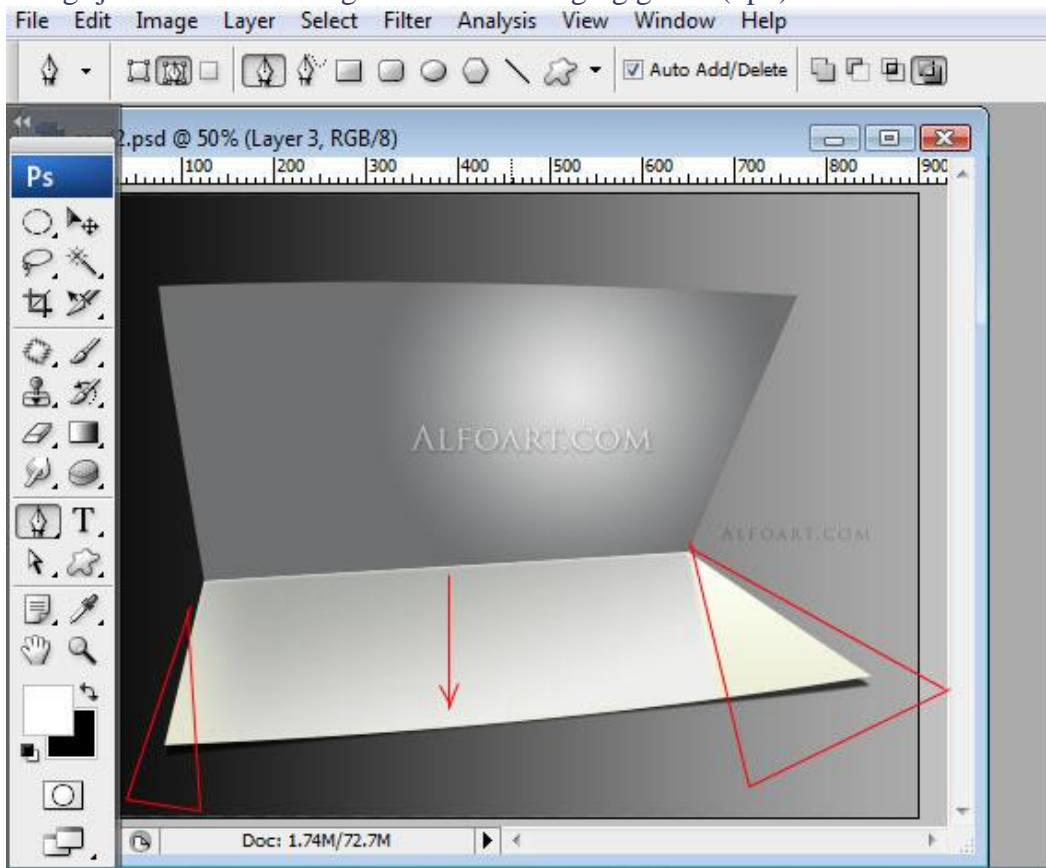 File Edit Image Layer Select Filter Analysis View Window Help
Auto Add/Delete
2.psd @ 50% (Layer 3, RGB/8)
Ps
100 200 300 400 500 600 700 800 900
ALFOART.COM
ALFOART.COM
T
Doc: 1.74M/72.7M